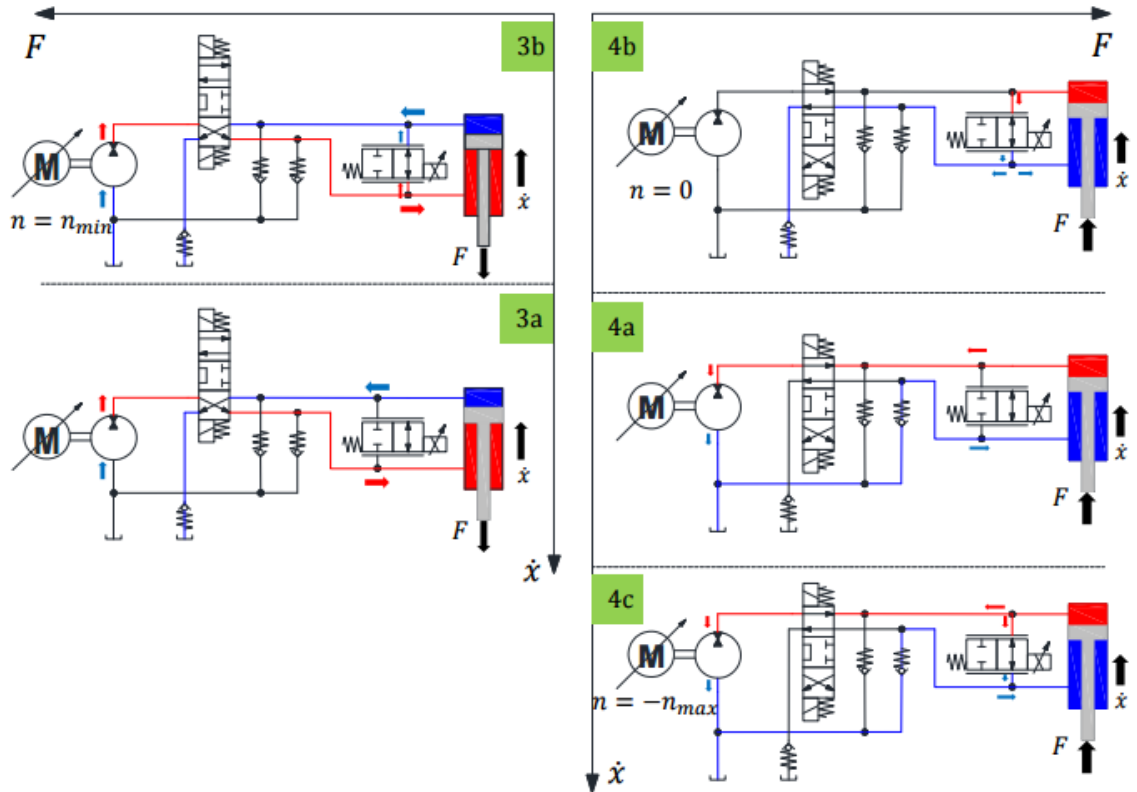 F
3b
M
n = n_min
ẋ
F
3a
M
ẋ
F
ẋ
4b
F
M
n = 0
ẋ
F
4a
M
ẋ
F
4c
M
n = −n_max
ẋ
F
ẋ